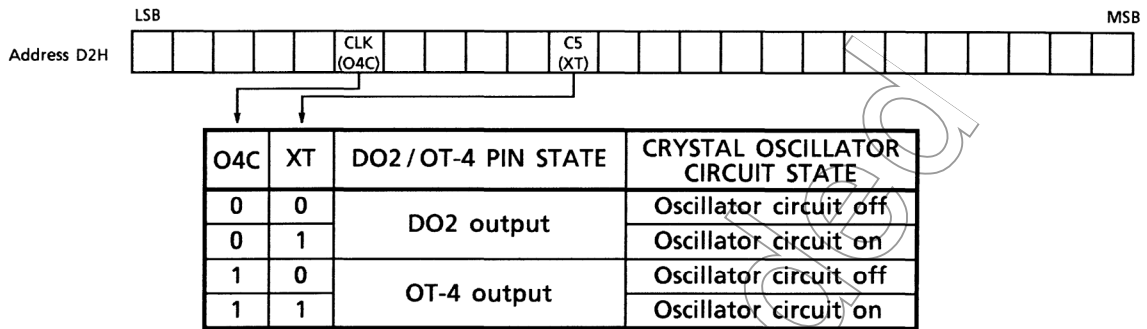 LSB MSB
Address D2H CLK (O4C) C5 (XT)
O4C XT DO2/OT-4 PIN STATE CRYSTAL OSCILLATOR CIRCUIT STATE
0 0 DO2 output Oscillator circuit off
0 1 Oscillator circuit on
1 0 OT-4 output Oscillator circuit off
1 1 Oscillator circuit on